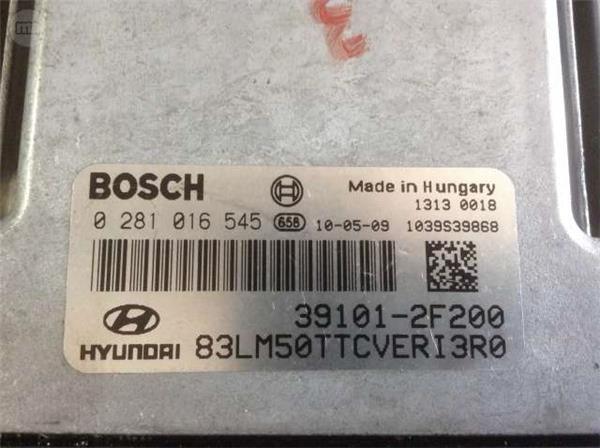 BOSCH
Made in Hungary
1313 0018
0 281 016 545 658 10-05-09 1039S39868
39101-2F200
HYUNDAI 83LM50TTCVERI3R0